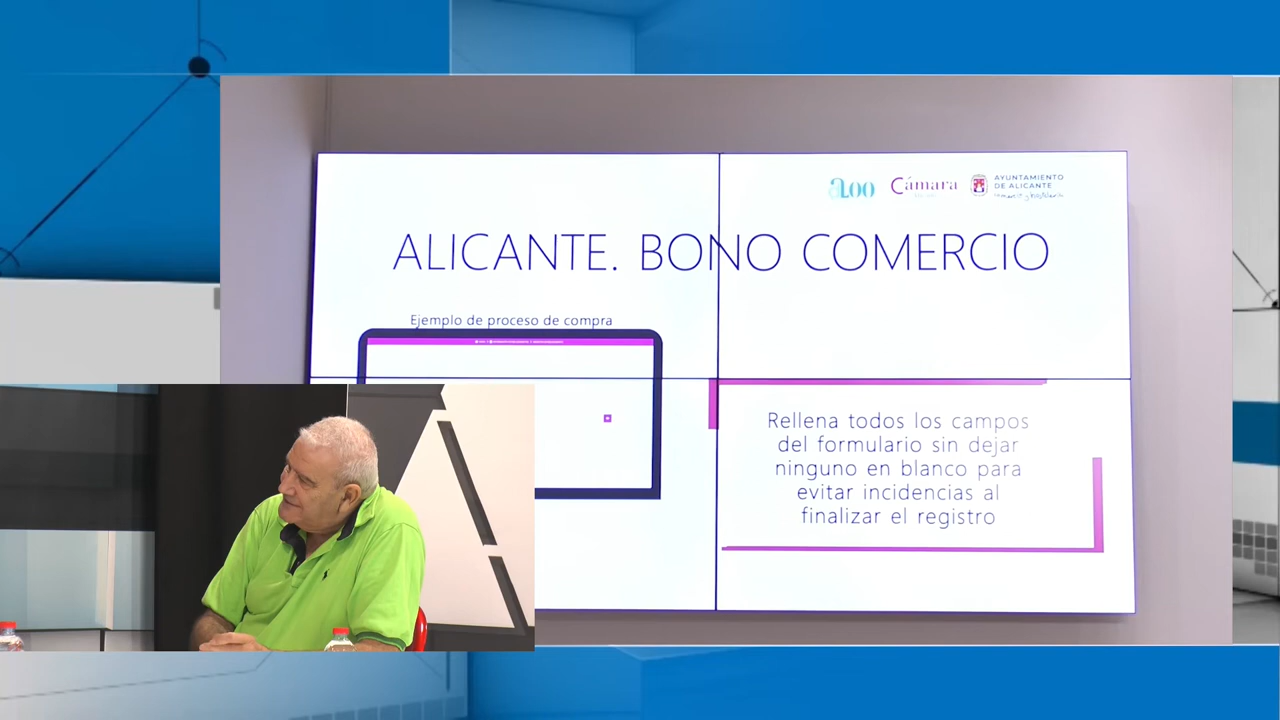 a100
Cámara
AYUNTAMIENTO
DE ALICANTE
ALICANTE. BONO COMERCIO
Ejemplo de proceso de compra
Rellena todos los campos
del formulario sin dejar
ninguno en blanco para
evitar incidencias al
finalizar el registro